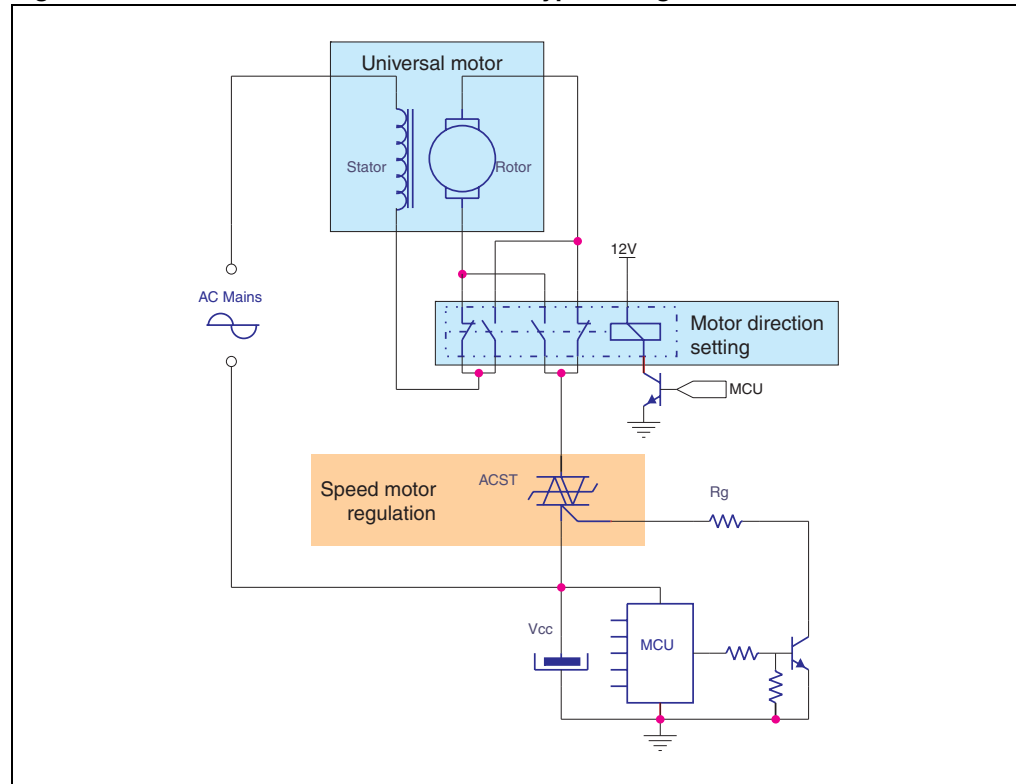 Universal motor
Stator
Rotor
12V
AC Mains
Motor direction
setting
MCU
ACST
Speed motor
regulation
Rg
Vcc
MCU